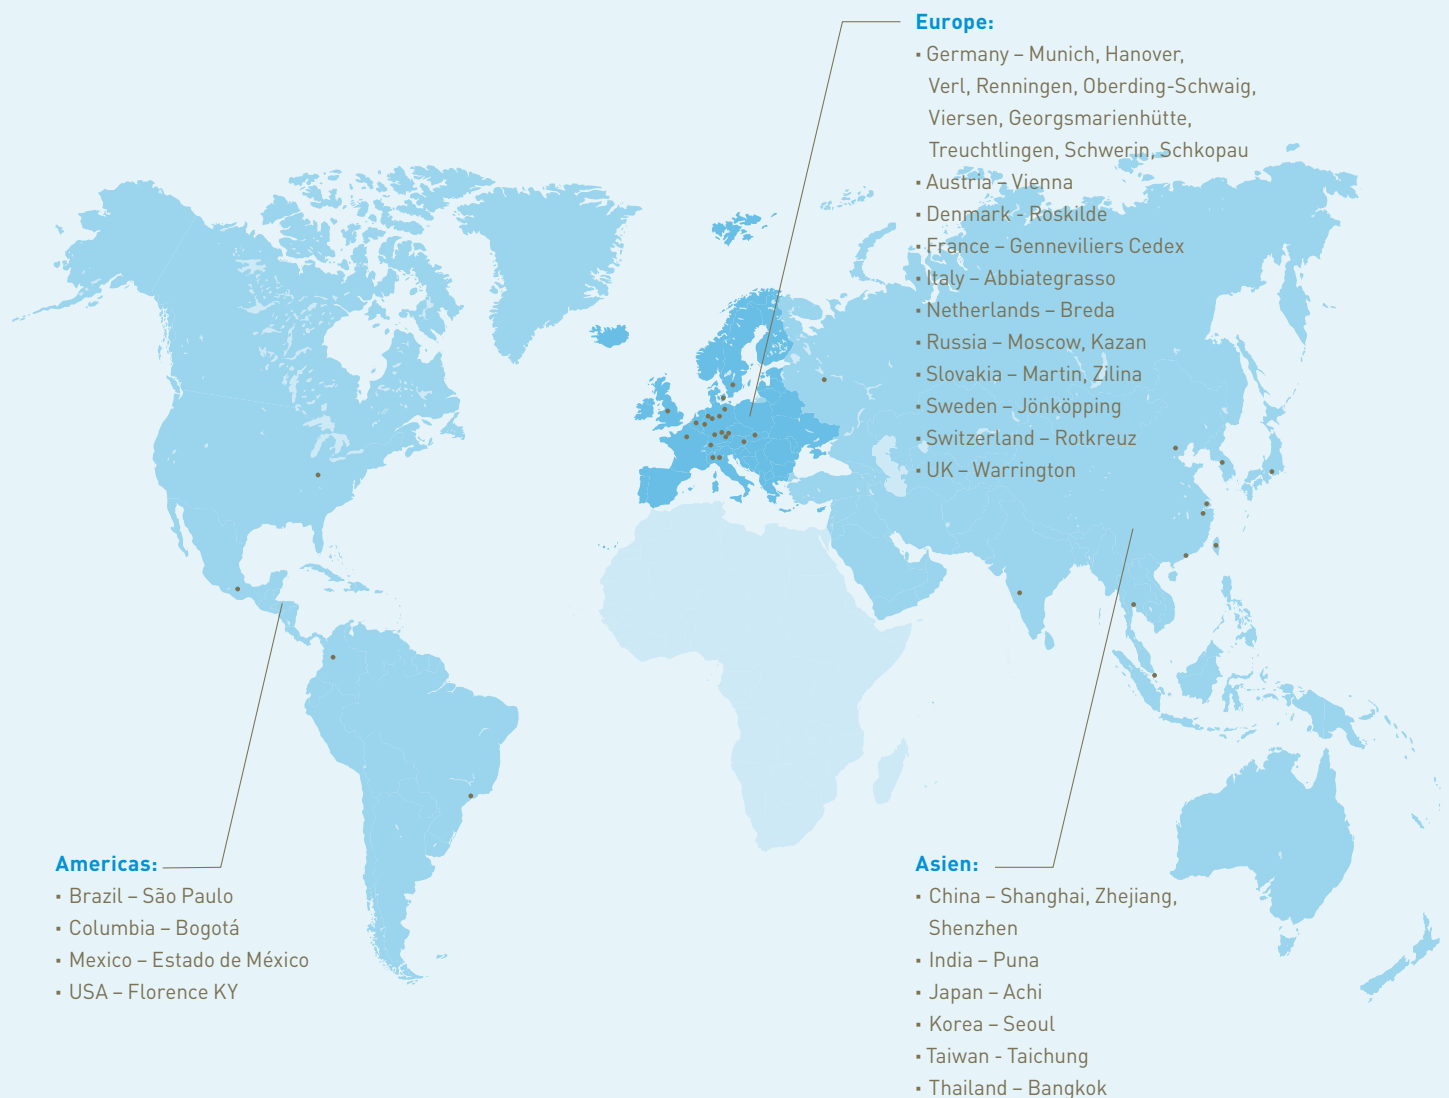 Europe:
▪ Germany – Munich, Hanover,
Verl, Renningen, Oberding-Schwaig,
Viersen, Georgsmarienhütte,
Treuchtlingen, Schwerin, Schkopau
▪ Austria – Vienna
▪ Denmark - Roskilde
▪ France – Genneviliers Cedex
▪ Italy – Abbiategrasso
▪ Netherlands – Breda
▪ Russia – Moscow, Kazan
▪ Slovakia – Martin, Zilina
▪ Sweden – Jönköpping
▪ Switzerland – Rotkreuz
▪ UK – Warrington
Americas:
▪ Brazil – São Paulo
▪ Columbia – Bogotá
▪ Mexico – Estado de México
▪ USA – Florence KY
Asien:
▪ China – Shanghai, Zhejiang,
Shenzhen
▪ India – Puna
▪ Japan – Achi
▪ Korea – Seoul
▪ Taiwan - Taichung
▪ Thailand – Bangkok